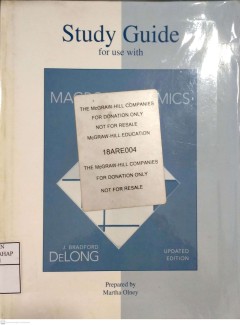 Study Guide
for use with
MAC MICS
THE McGRAW-HILL COMPANIES
FOR DONATION ONLY
NOT FOR RESALE
McGRAW-HILL EDUCATION
18ARE004
THE McGRAW-HILL COMPANIES
FOR DONATION ONLY
NOT FOR RESALE
J. BRADFORD
DELONG
UPDATED
EDITION
Prepared by
Martha Olney